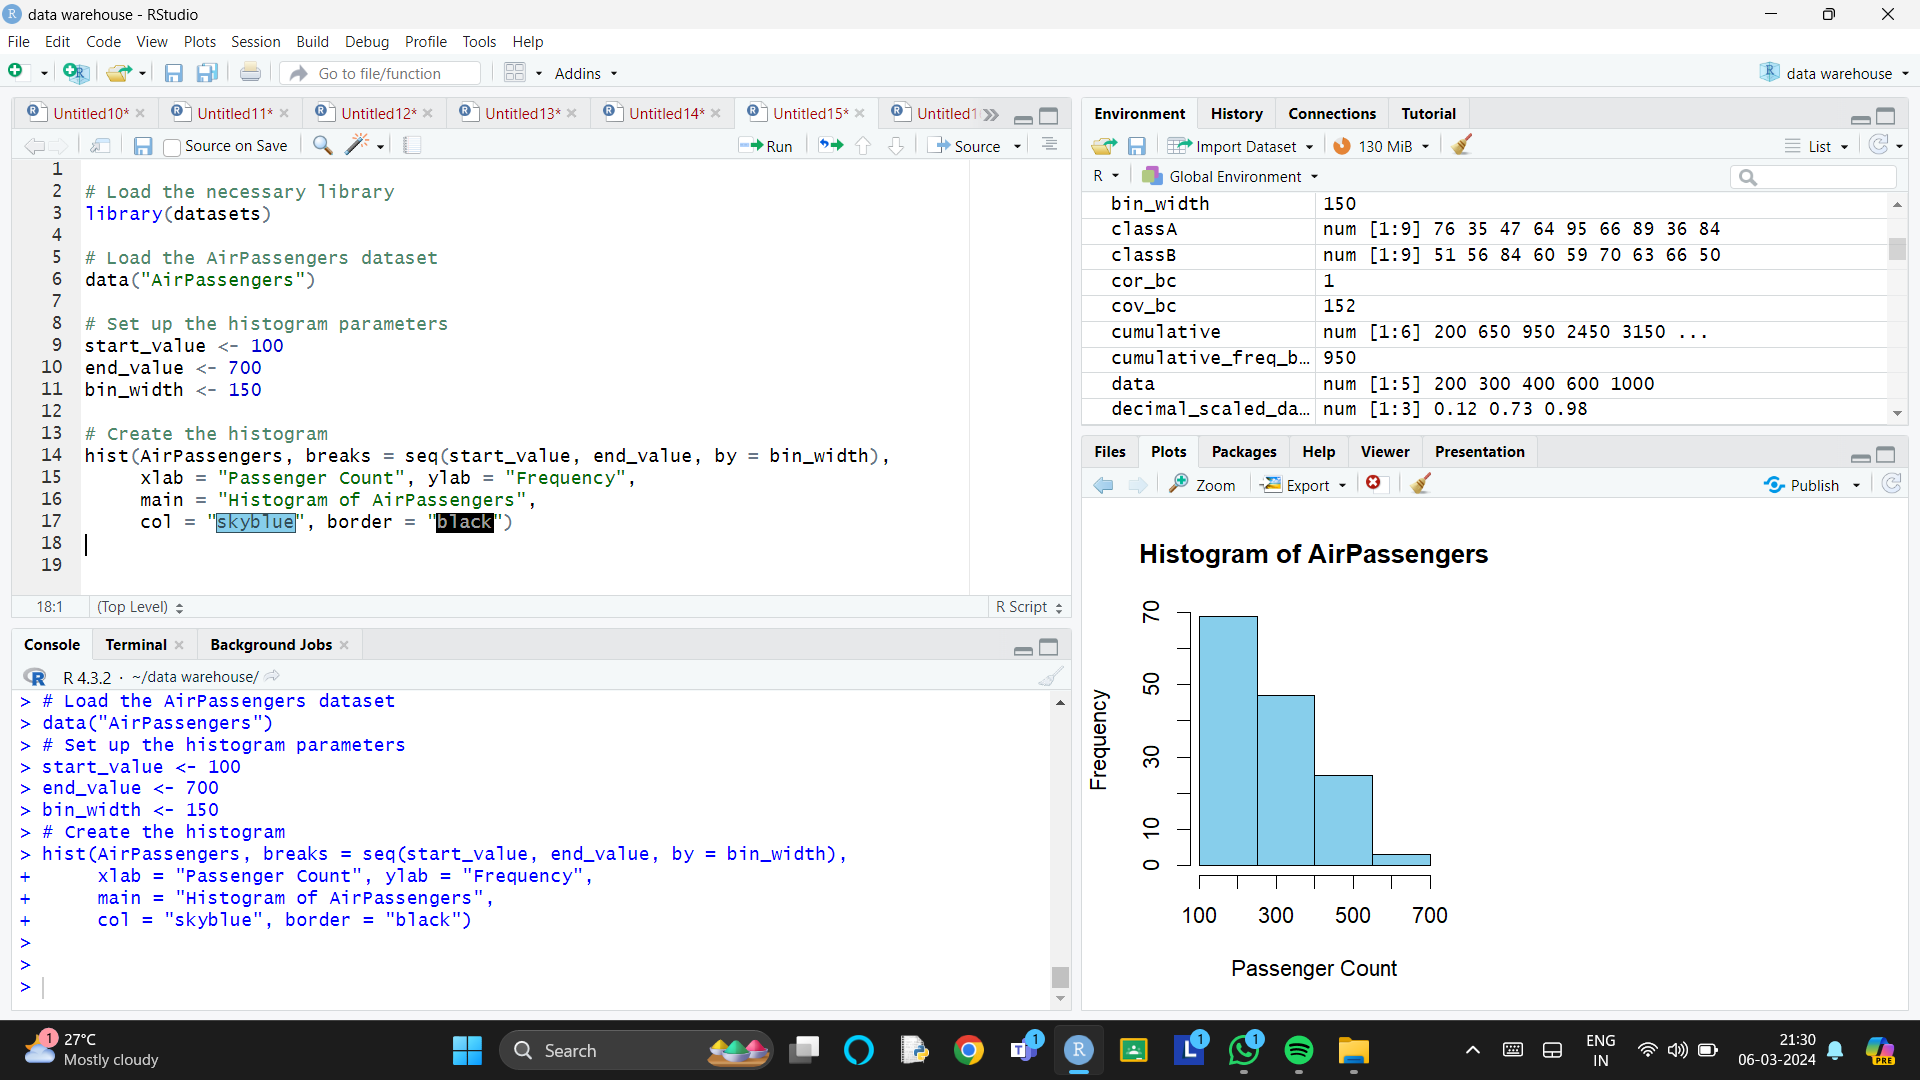 data warehouse - RStudio
File Edit Code View Plots Session Build Debug Profile Tools Help
Go to file/function Addins data warehouse
Untitled10* Untitled11* Untitled12* Untitled13* Untitled14* Untitled15* Untitled1
Source on Save Run Source
1
2 # Load the necessary library
3 library(datasets)
4
5 # Load the AirPassengers dataset
6 data("AirPassengers")
7
8 # Set up the histogram parameters
9 start_value <- 100
10 end_value <- 700
11 bin_width <- 150
12
13 # Create the histogram
14 hist(AirPassengers, breaks = seq(start_value, end_value, by = bin_width),
15 xlab = "Passenger Count", ylab = "Frequency",
16 main = "Histogram of AirPassengers",
17 col = "skyblue", border = "black")
18
19
18:1 (Top Level) R Script
Console Terminal Background Jobs
R 4.3.2 · ~/data warehouse/
> # Load the AirPassengers dataset
> data("AirPassengers")
> # Set up the histogram parameters
> start_value <- 100
> end_value <- 700
> bin_width <- 150
> # Create the histogram
> hist(AirPassengers, breaks = seq(start_value, end_value, by = bin_width),
+ xlab = "Passenger Count", ylab = "Frequency",
+ main = "Histogram of AirPassengers",
+ col = "skyblue", border = "black")
>
>
>
Environment History Connections Tutorial
Import Dataset 130 MiB List
R Global Environment
bin_width 150
classA num [1:9] 76 35 47 64 95 66 89 36 84
classB num [1:9] 51 56 84 60 59 70 63 66 50
cor_bc 1
cov_bc 152
cumulative num [1:6] 200 650 950 2450 3150 ...
cumulative_freq_b... 950
data num [1:5] 200 300 400 600 1000
decimal_scaled_da... num [1:3] 0.12 0.73 0.98
Files Plots Packages Help Viewer Presentation
Zoom Export Publish
Histogram of AirPassengers
Frequency
70
50
30
10
0
100 300 500 700
Passenger Count
1
27°C
Mostly cloudy
Search
1
1
1
ENG
IN
21:30
06-03-2024
PRE